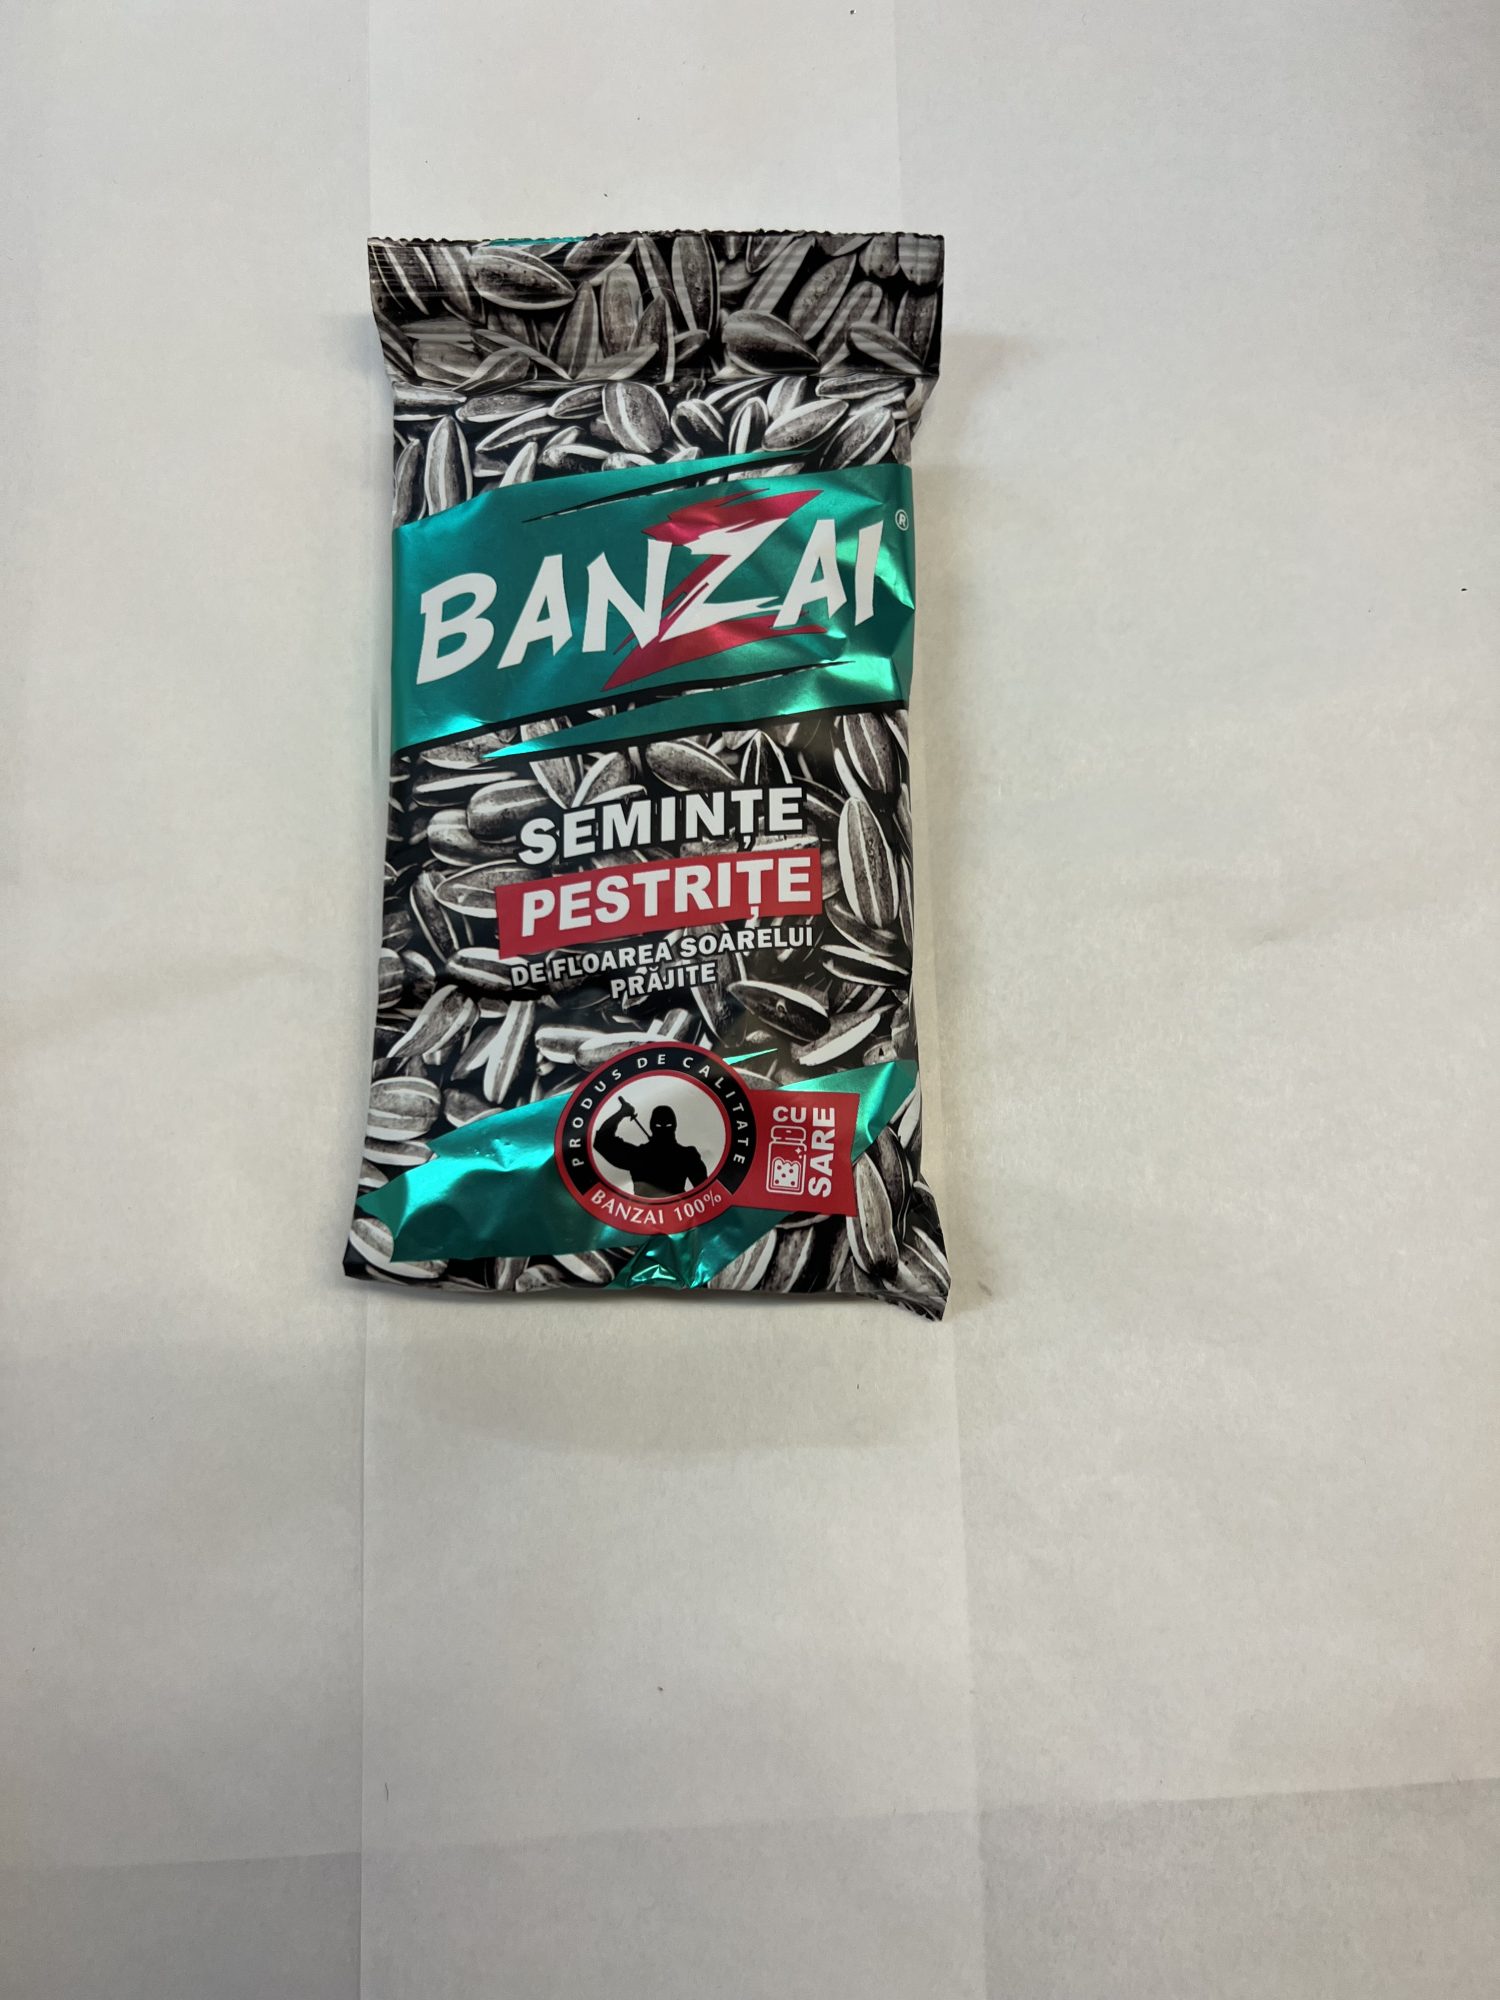 BANZAI®
SEMINȚE
PESTRIȚE
DE FLOAREA SOARELUI
PRĂJITE
PRODUS DE CALITATE
BANZAI 100%
CU
SARE